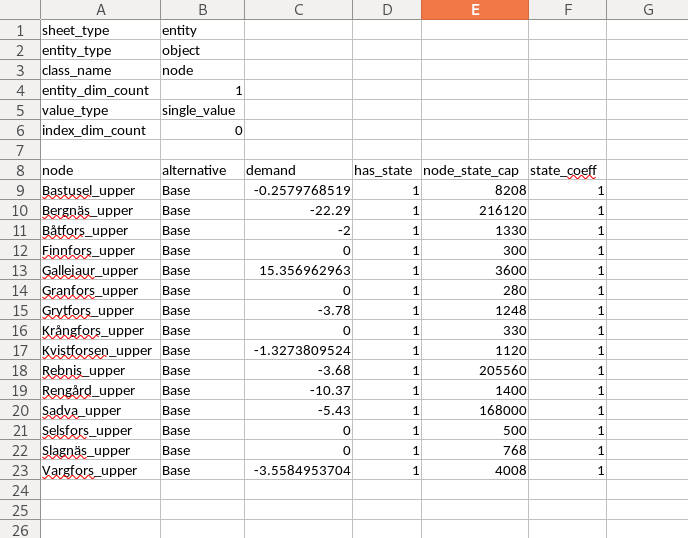 A B C D E F G
1 sheet_type entity
2 entity_type object
3 class_name node
4 entity_dim_count 1
5 value_type single_value
6 index_dim_count 0
7
8 node alternative demand has_state node_state_cap state_coeff
9 Bastusel_upper Base -0.2579768519 1 8208 1
10 Bergnäs_upper Base -22.29 1 216120 1
11 Båtfors_upper Base -2 1 1330 1
12 Finnfors_upper Base 0 1 300 1
13 Gallejaur_upper Base 15.356962963 1 3600 1
14 Granfors_upper Base 0 1 280 1
15 Grytfors_upper Base -3.78 1 1248 1
16 Krångfors_upper Base 0 1 330 1
17 Kvistforsen_upper Base -1.3273809524 1 1120 1
18 Rebnis_upper Base -3.68 1 205560 1
19 Rengård_upper Base -10.37 1 1400 1
20 Sadva_upper Base -5.43 1 168000 1
21 Selsfors_upper Base 0 1 500 1
22 Slagnäs_upper Base 0 1 768 1
23 Vargfors_upper Base -3.5584953704 1 4008 1
24
25
26